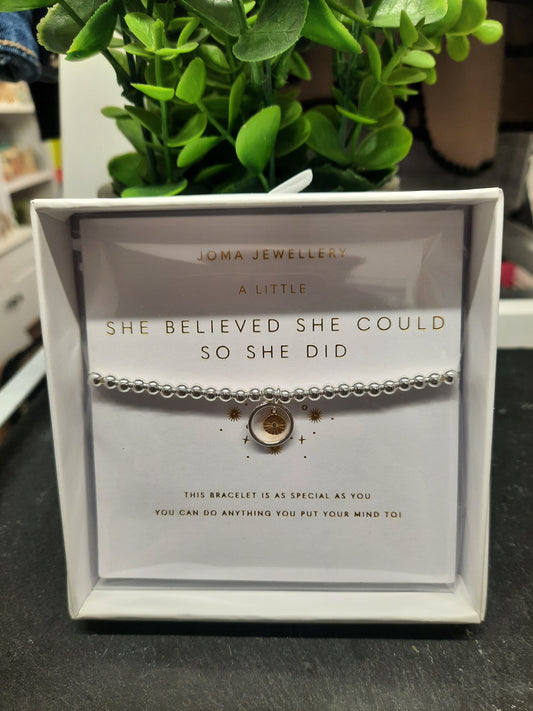 JOMA JEWELLERY
A LITTLE
SHE BELIEVED SHE COULD
SO SHE DID
THIS BRACELET IS AS SPECIAL AS YOU
YOU CAN DO ANYTHING YOU PUT YOUR MIND TO!